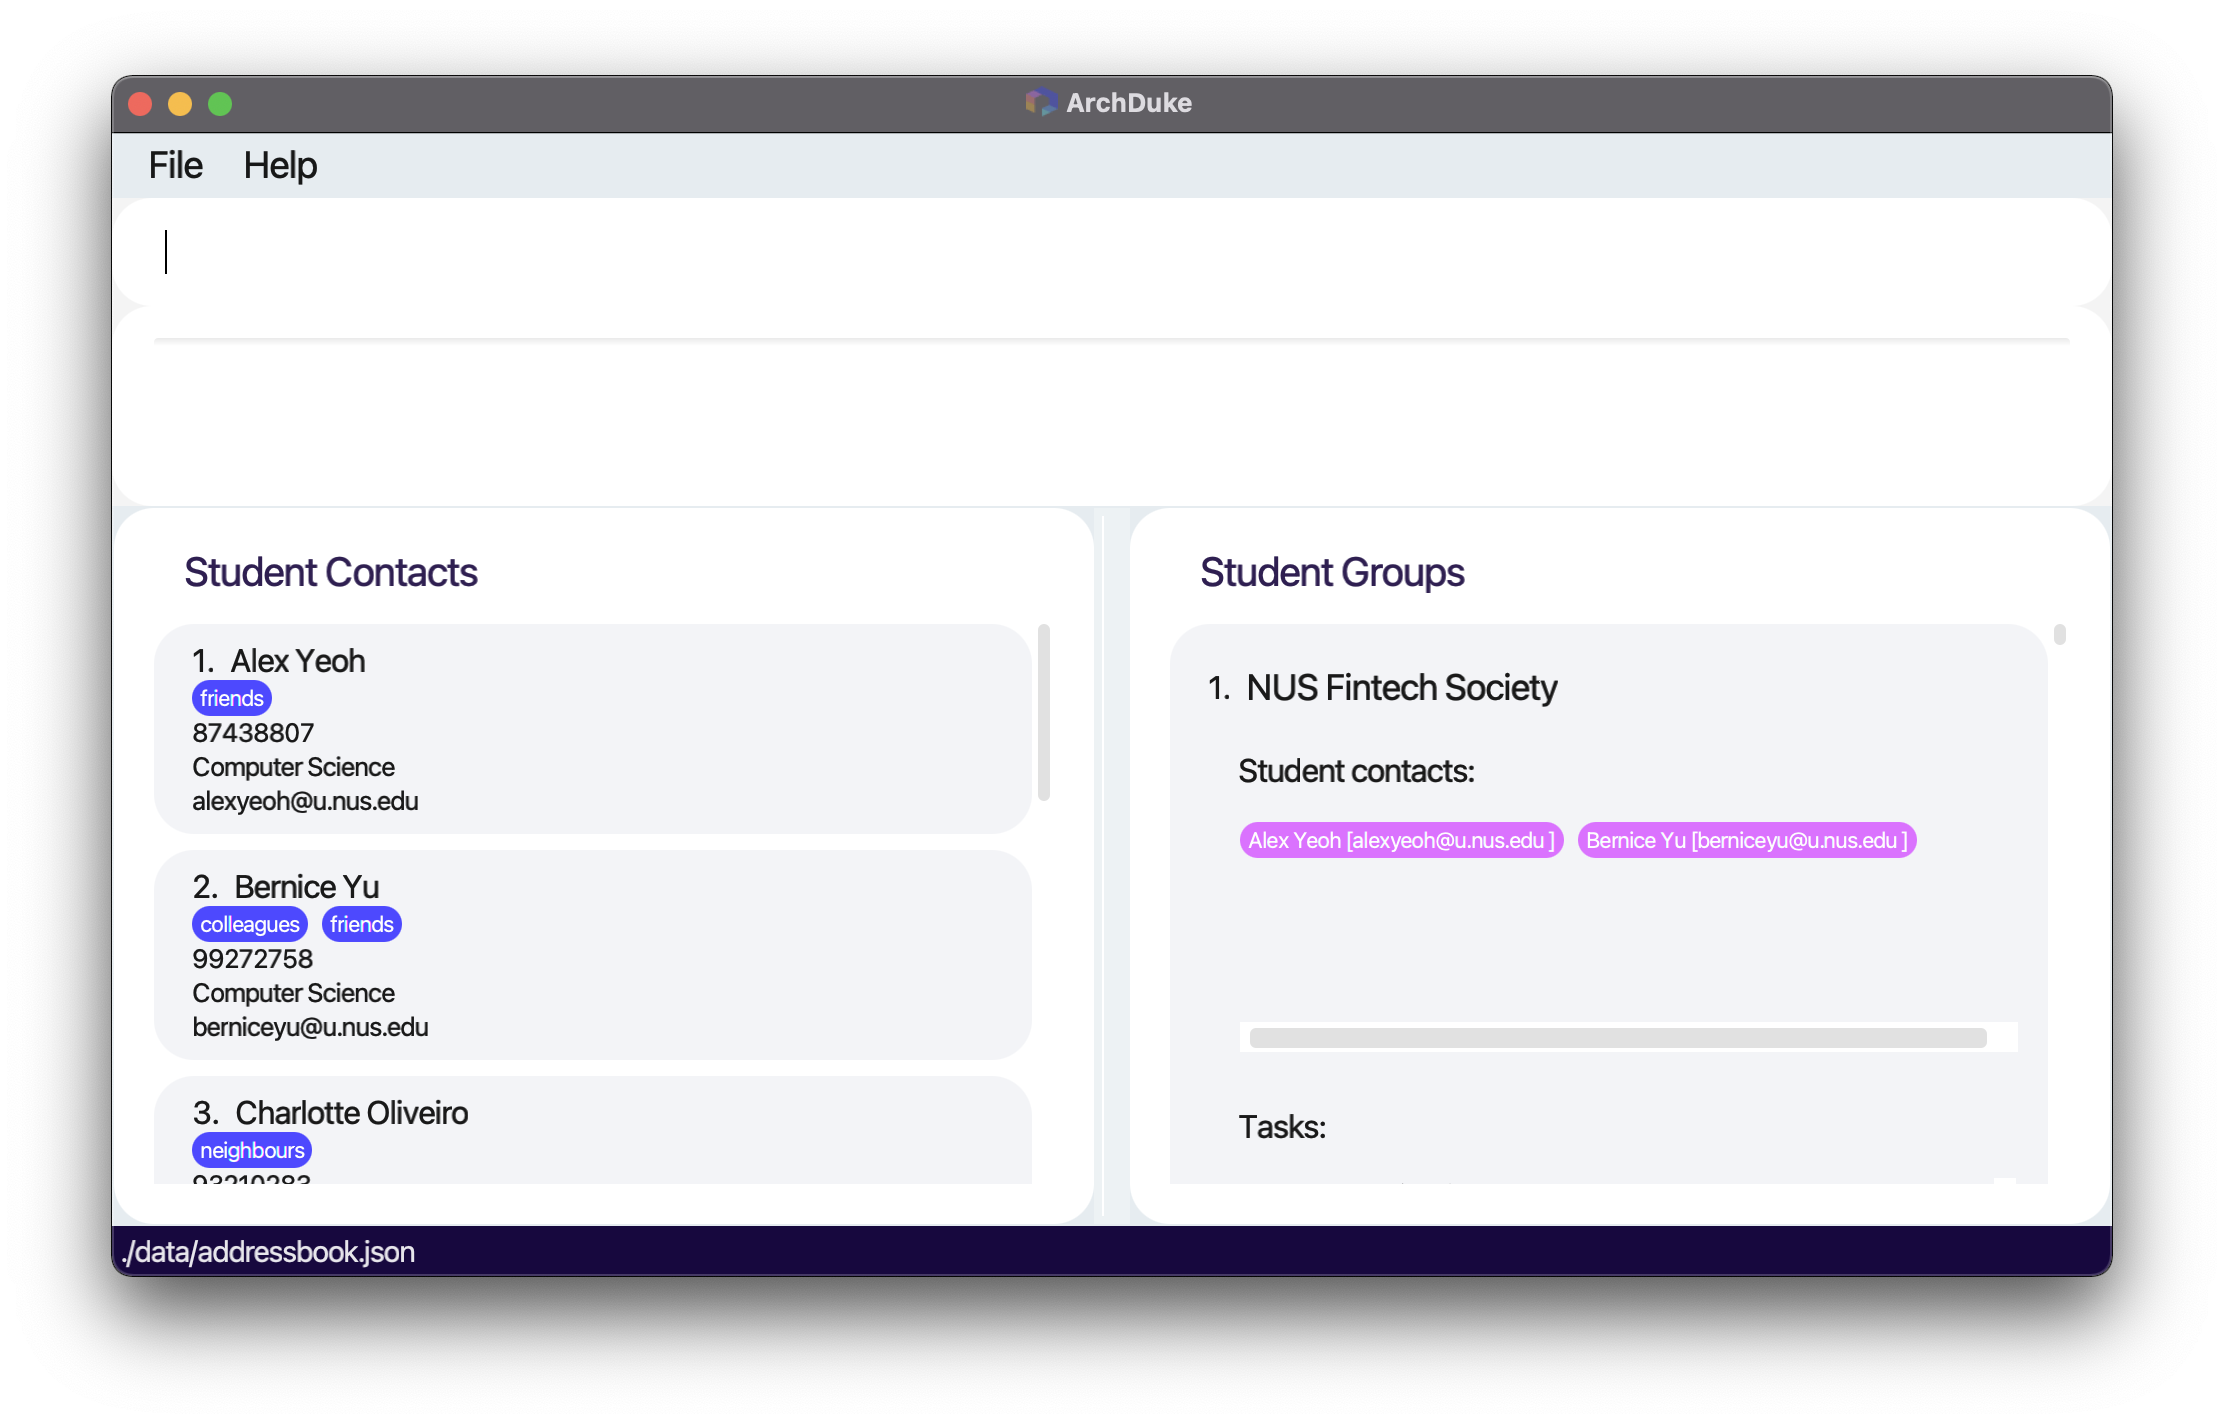 ArchDuke
File Help
Student Contacts
1. Alex Yeoh
friends
87438807
Computer Science
alexyeoh@u.nus.edu
2. Bernice Yu
colleagues friends
99272758
Computer Science
berniceyu@u.nus.edu
3. Charlotte Oliveiro
neighbours
93210283
Student Groups
1. NUS Fintech Society
Student contacts:
Alex Yeoh [alexyeoh@u.nus.edu ] Bernice Yu [berniceyu@u.nus.edu ]
Tasks:
./data/addressbook.json